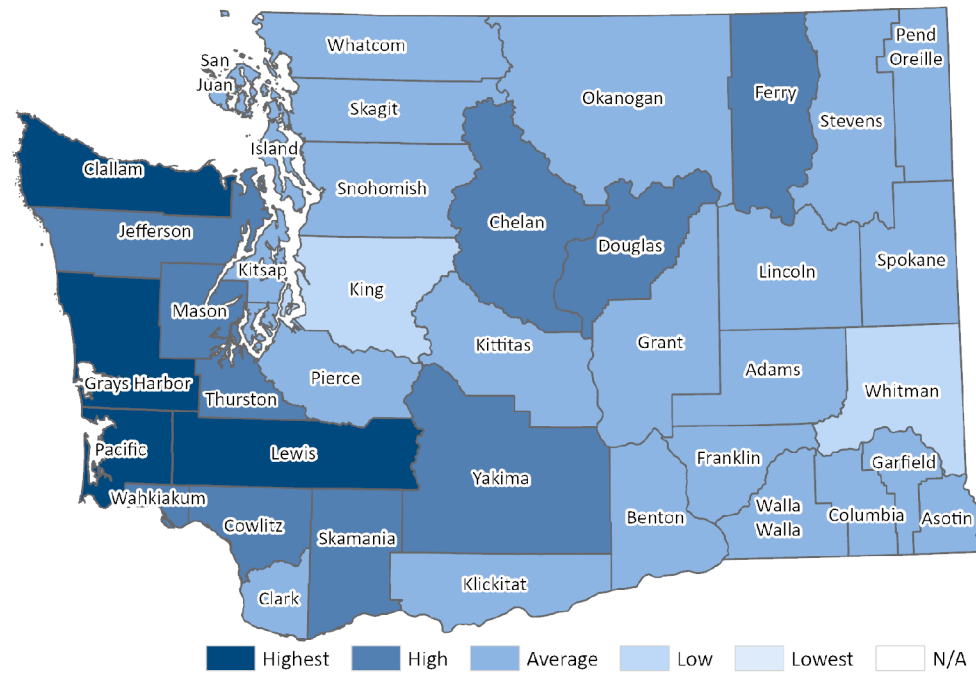 Whatcom
Pend
Oreille
San
Juan
Skagit
Okanogan
Ferry
Stevens
Island
Clallam
Snohomish
Chelan
Jefferson
Douglas
Kitsap
Lincoln
Spokane
King
Mason
Kittitas
Grant
Adams
Pierce
Grays Harbor
Thurston
Whitman
Pacific
Lewis
Franklin
Garfield
Yakima
Wahkiakum
Cowlitz
Skamania
Benton
Walla
Walla
Columbia
Asotin
Klickitat
Clark
Highest
High
Average
Low
Lowest
N/A